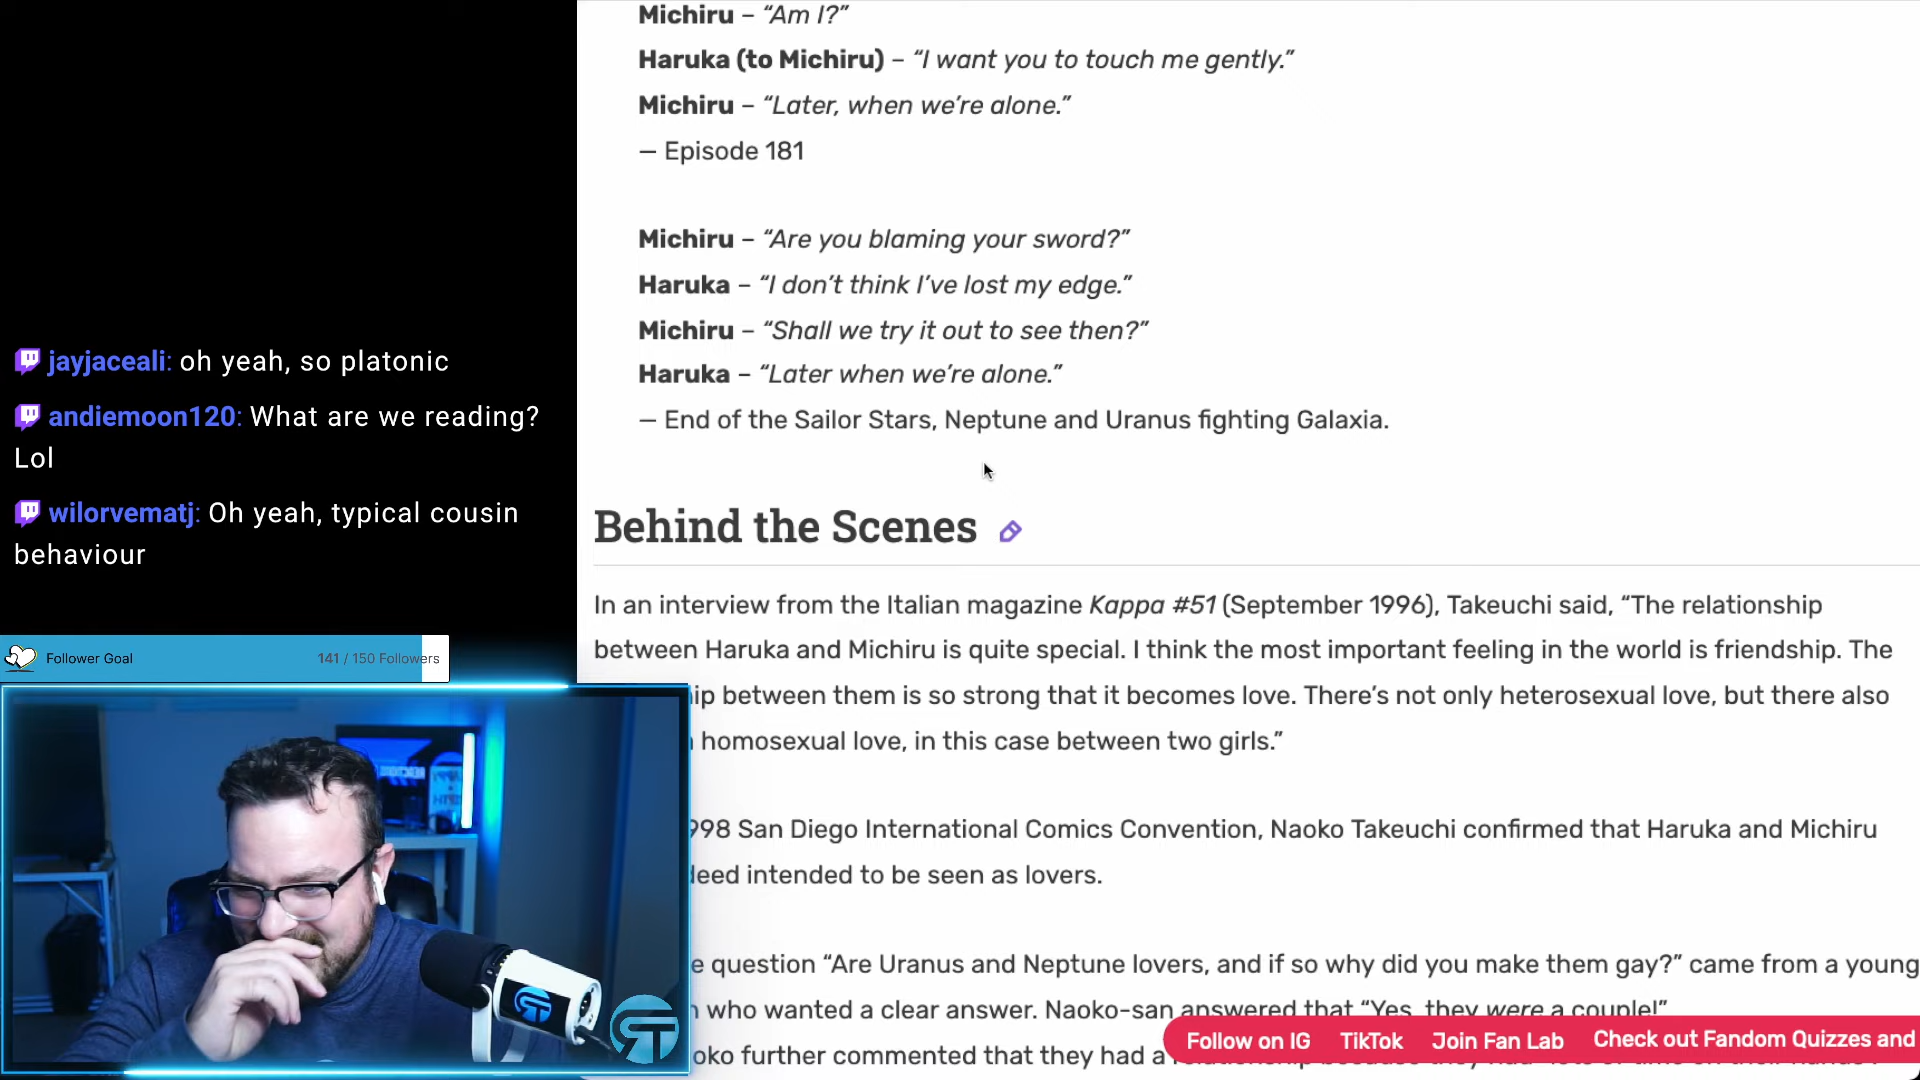 Michiru – “Am I?”
Haruka (to Michiru) – “I want you to touch me gently.”
Michiru – “Later, when we’re alone.”
— Episode 181
Michiru – “Are you blaming your sword?”
Haruka – “I don’t think I’ve lost my edge.”
Michiru – “Shall we try it out to see then?”
Haruka – “Later when we’re alone.”
— End of the Sailor Stars, Neptune and Uranus fighting Galaxia.
Behind the Scenes
In an interview from the Italian magazine Kappa #51 (September 1996), Takeuchi said, “The relationship
between Haruka and Michiru is quite special. I think the most important feeling in the world is friendship. The
between them is so strong that it becomes love. There’s not only heterosexual love, but there also
homosexual love, in this case between two girls.”
998 San Diego International Comics Convention, Naoko Takeuchi confirmed that Haruka and Michiru
deed intended to be seen as lovers.
e question “Are Uranus and Neptune lovers, and if so why did you make them gay?” came from a young
who wanted a clear answer. Naoko-san answered that “Yes, they were a couple!”
oko further commented that they had a
jayjaceali: oh yeah, so platonic
andiemoon120: What are we reading?
Lol
wilorvematj: Oh yeah, typical cousin
behaviour
Follower Goal 141 / 150 Followers
Follow on IG TikTok Join Fan Lab Check out Fandom Quizzes and